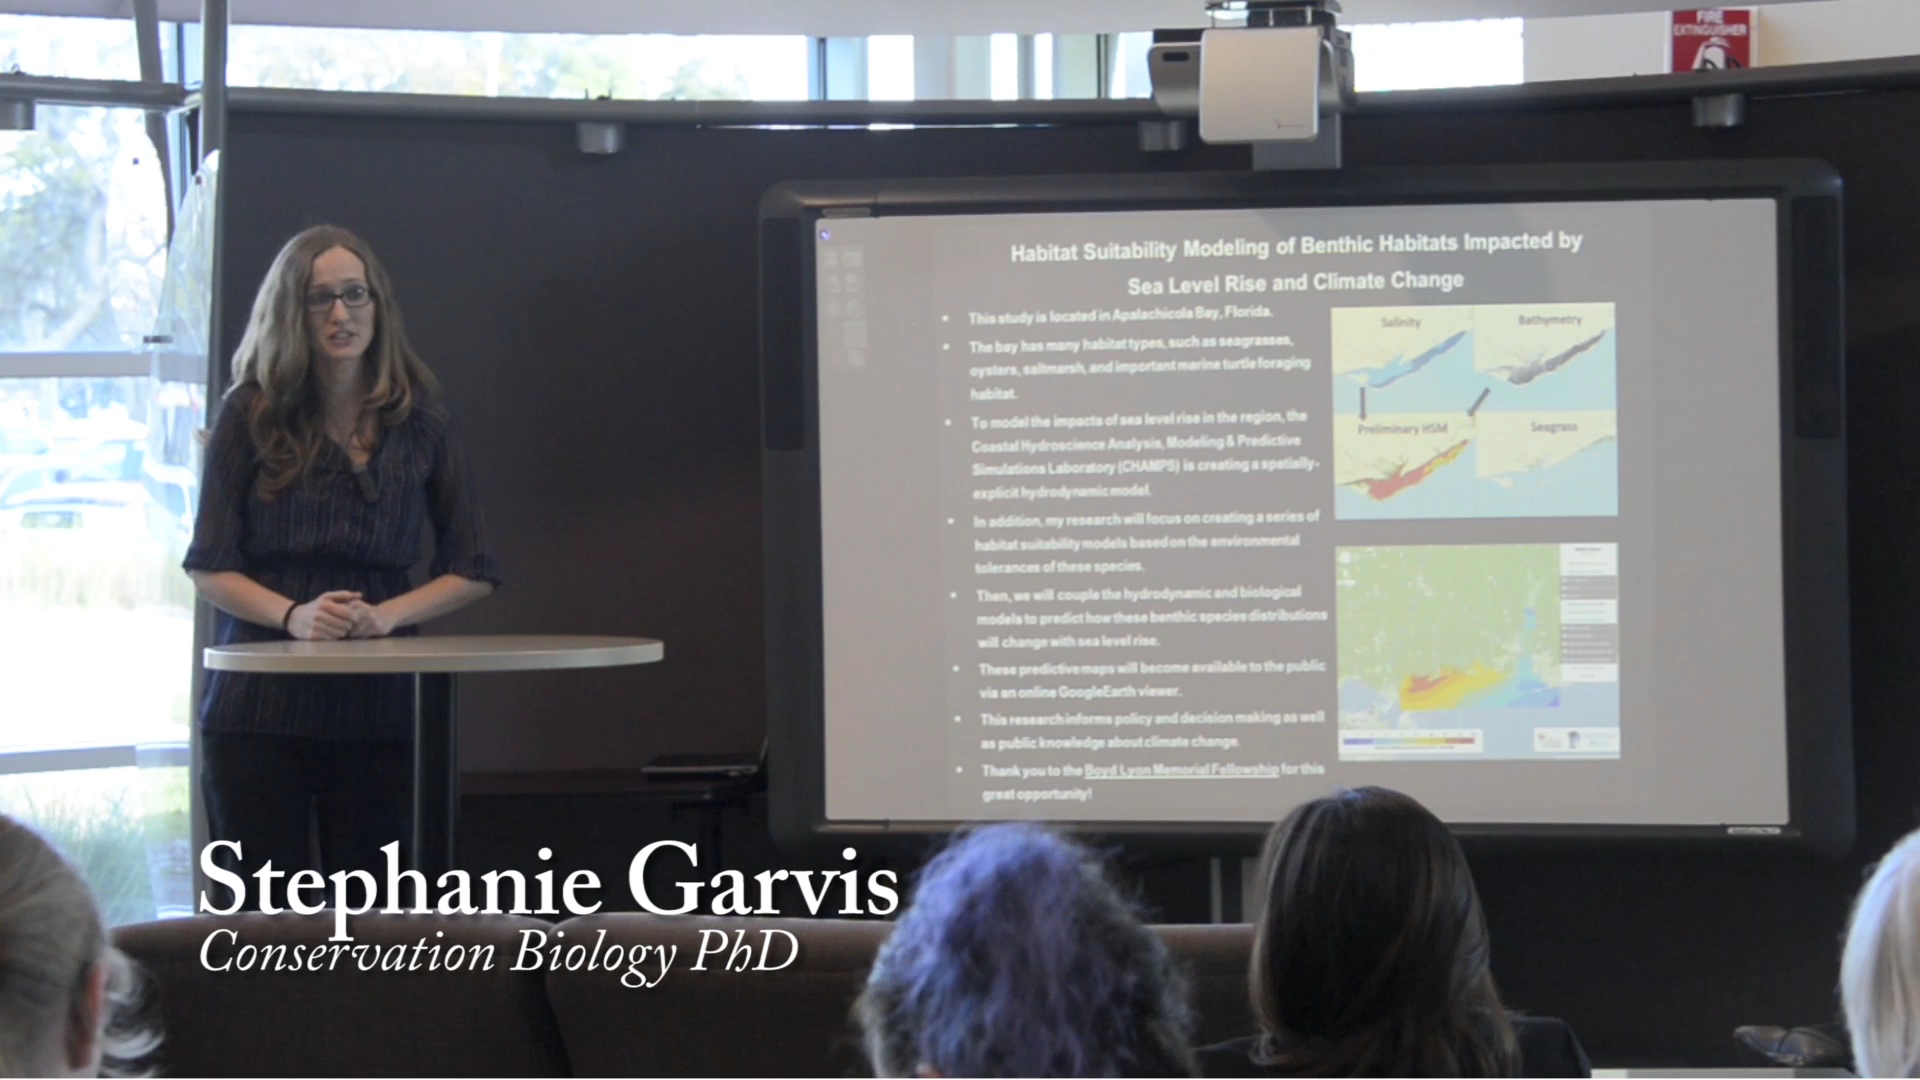 FIRE
EXTINGUISHER
Habitat Suitability Modeling of Benthic Habitats Impacted by
Sea Level Rise and Climate Change
• This study is located in Apalachicola Bay, Florida.
• The bay has many habitat types, such as seagrasses,
oysters, saltmarsh, and important marine turtle foraging
habitat.
• To model the impacts of sea level rise in the region, the
Coastal Hydroscience Analysis, Modeling & Predictive
Simulations Laboratory (CHAMPS) is creating a spatially-
explicit hydrodynamic model.
• In addition, my research will focus on creating a series of
habitat suitability models based on the environmental
tolerances of these species.
• Then, we will couple the hydrodynamic and biological
models to predict how these benthic species distributions
will change with sea level rise.
• These predictive maps will become available to the public
via an online GoogleEarth viewer.
• This research informs policy and decision making as well
as public knowledge about climate change.
• Thank you to the Boyd Lyon Memorial Fellowship for this
great opportunity!
Salinity
Bathymetry
Preliminary HSM
Seagrass
Stephanie Garvis
Conservation Biology PhD